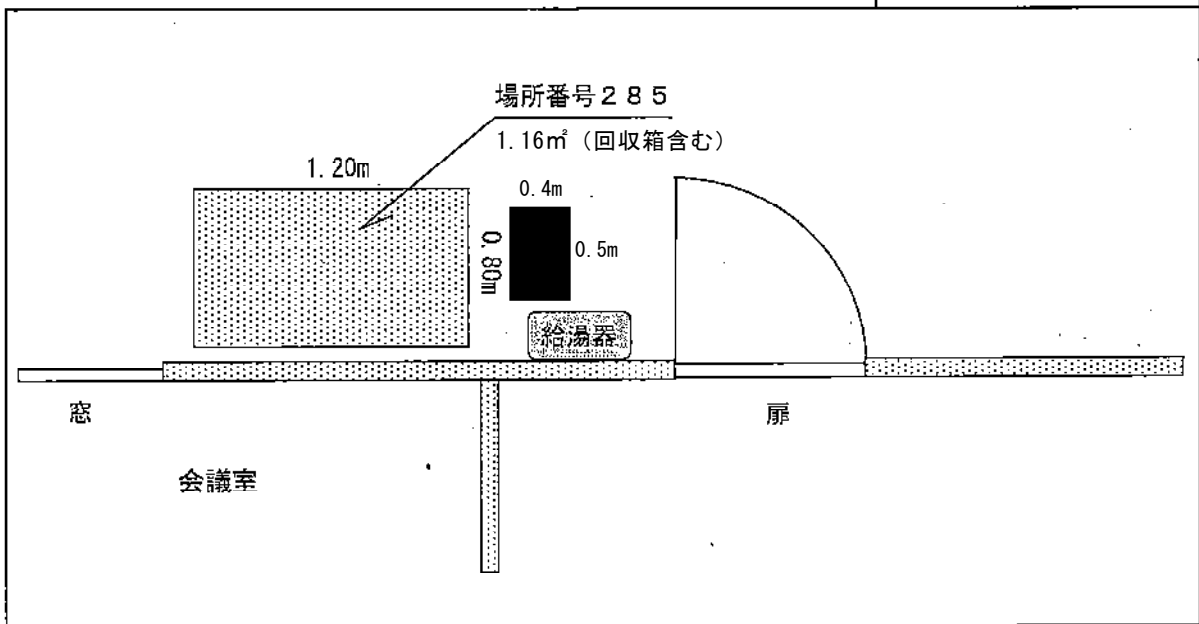 場所番号２８５
1.16㎡（回収箱含む）
1.20m
0.4m
0.80m
0.5m
給湯器
窓
扉
会議室